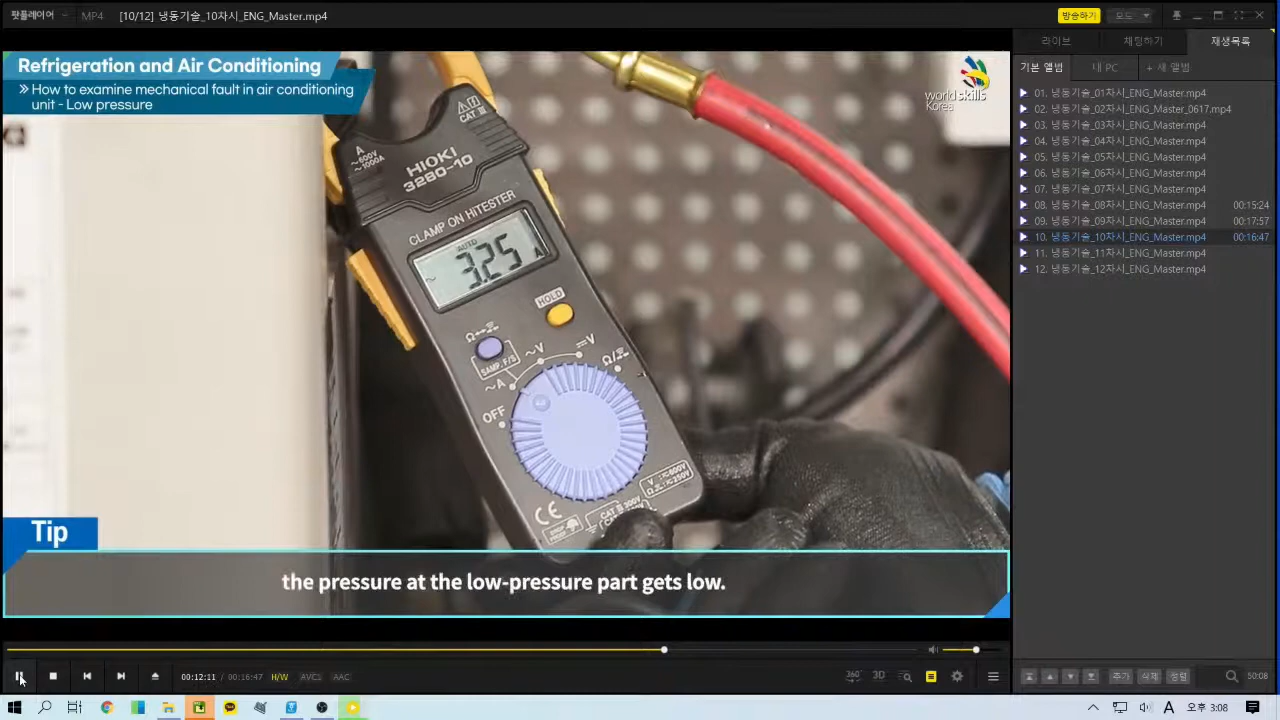 팟플레이어
MP4
[10/12] 냉동기술_10차시_ENG_Master.mp4
방송하기
모드
라이브
채팅하기
재생목록
기본 앨범
내 PC
+ 새 앨범
01. 냉동기술_01차시_ENG_Master.mp4
02. 냉동기술_02차시_ENG_Master_0617.mp4
03. 냉동기술_03차시_ENG_Master.mp4
04. 냉동기술_04차시_ENG_Master.mp4
05. 냉동기술_05차시_ENG_Master.mp4
06. 냉동기술_06차시_ENG_Master.mp4
07. 냉동기술_07차시_ENG_Master.mp4
08. 냉동기술_08차시_ENG_Master.mp4 00:15:24
09. 냉동기술_09차시_ENG_Master.mp4 00:17:57
10. 냉동기술_10차시_ENG_Master.mp4 00:16:47
11. 냉동기술_11차시_ENG_Master.mp4
12. 냉동기술_12차시_ENG_Master.mp4
Refrigeration and Air Conditioning
» How to examine mechanical fault in air conditioning
unit - Low pressure
worldskills
Korea
CAT III
A
~600V
~1000A
HIOKI
3280-10
CLAMP ON HiTESTER
AUTO
~ 3.25 A
HOLD
Ω
SAMP. F/S
~V
⎓V
Ω
~A
OFF
CE
DROP PROOF
CAT III 300V
V ⎓600V
Tip
the pressure at the low-pressure part gets low.
00:12:11 / 00:16:47 H/W AVC1 AAC
360°
3D
추가
삭제
정렬
50:08
A
오후 3:08